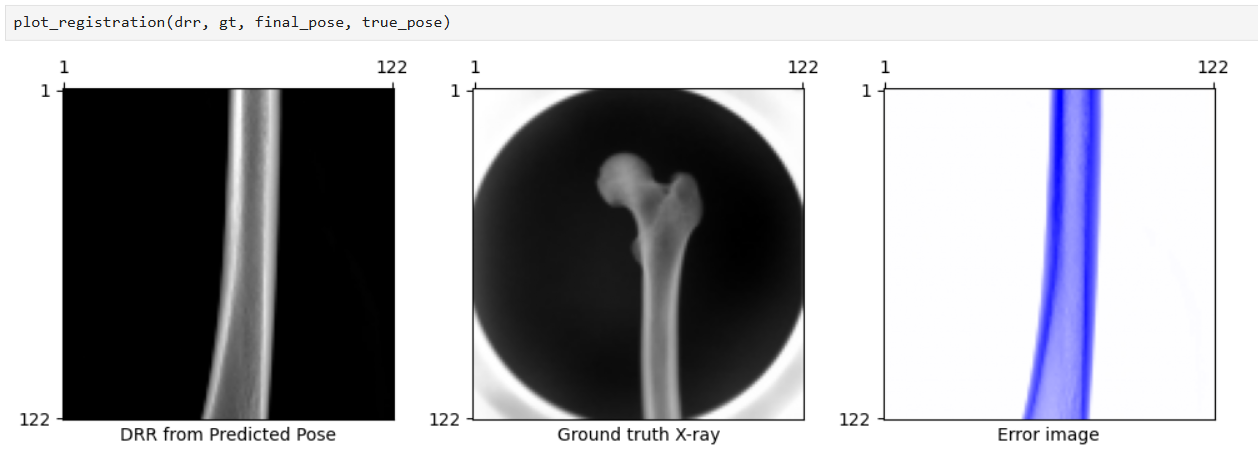 plot_registration(drr, gt, final_pose, true_pose)
1 122 1 122 1 122
1 1 1
122 122 122
DRR from Predicted Pose Ground truth X-ray Error image